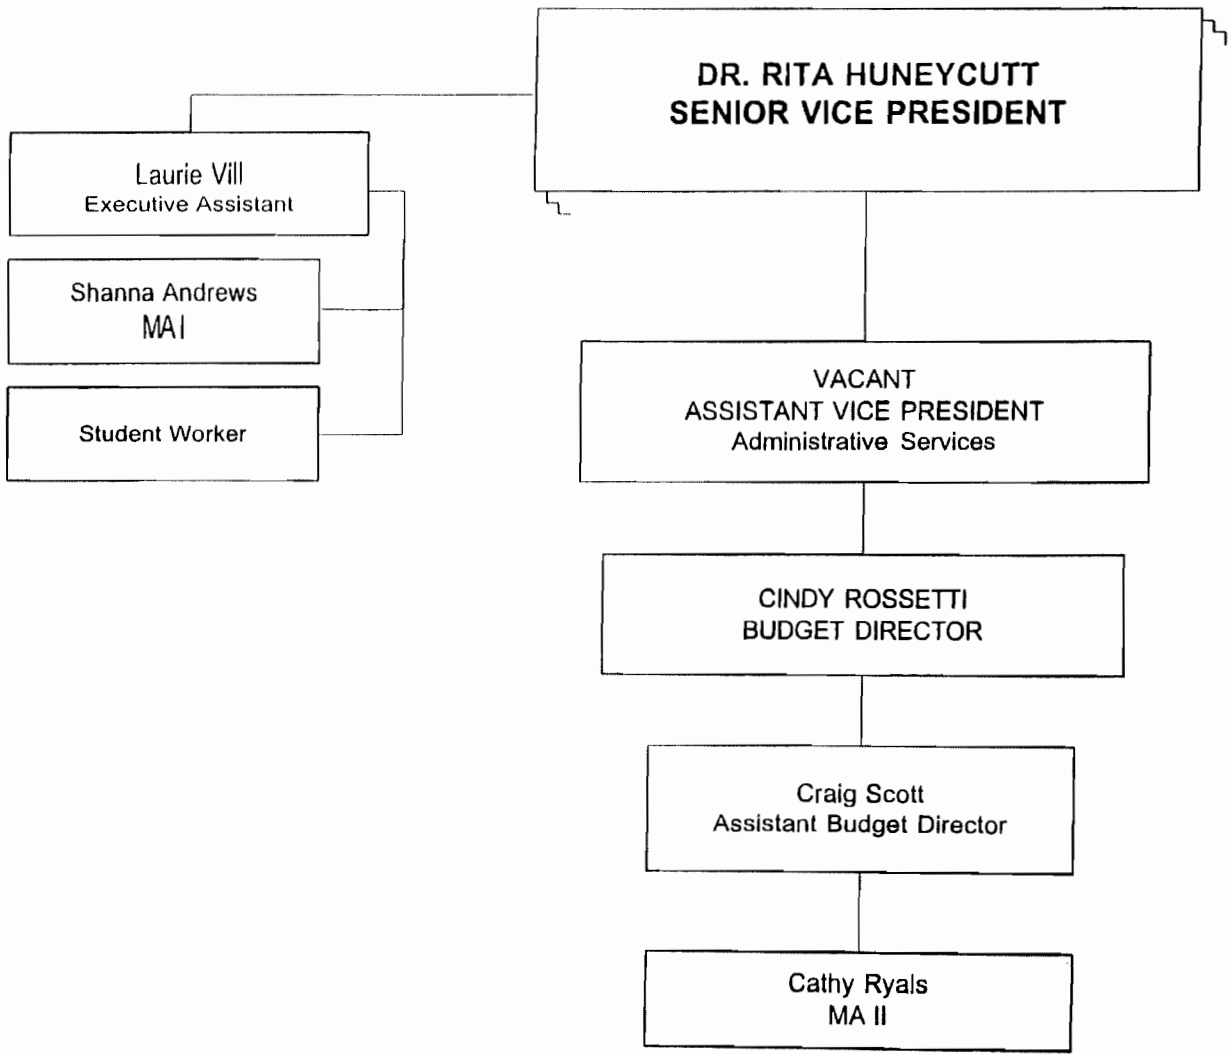 DR. RITA HUNEYCUTT
SENIOR VICE PRESIDENT
Laurie Vill
Executive Assistant
Shanna Andrews
MA I
Student Worker
VACANT
ASSISTANT VICE PRESIDENT
Administrative Services
CINDY ROSSETTI
BUDGET DIRECTOR
Craig Scott
Assistant Budget Director
Cathy Ryals
MA II